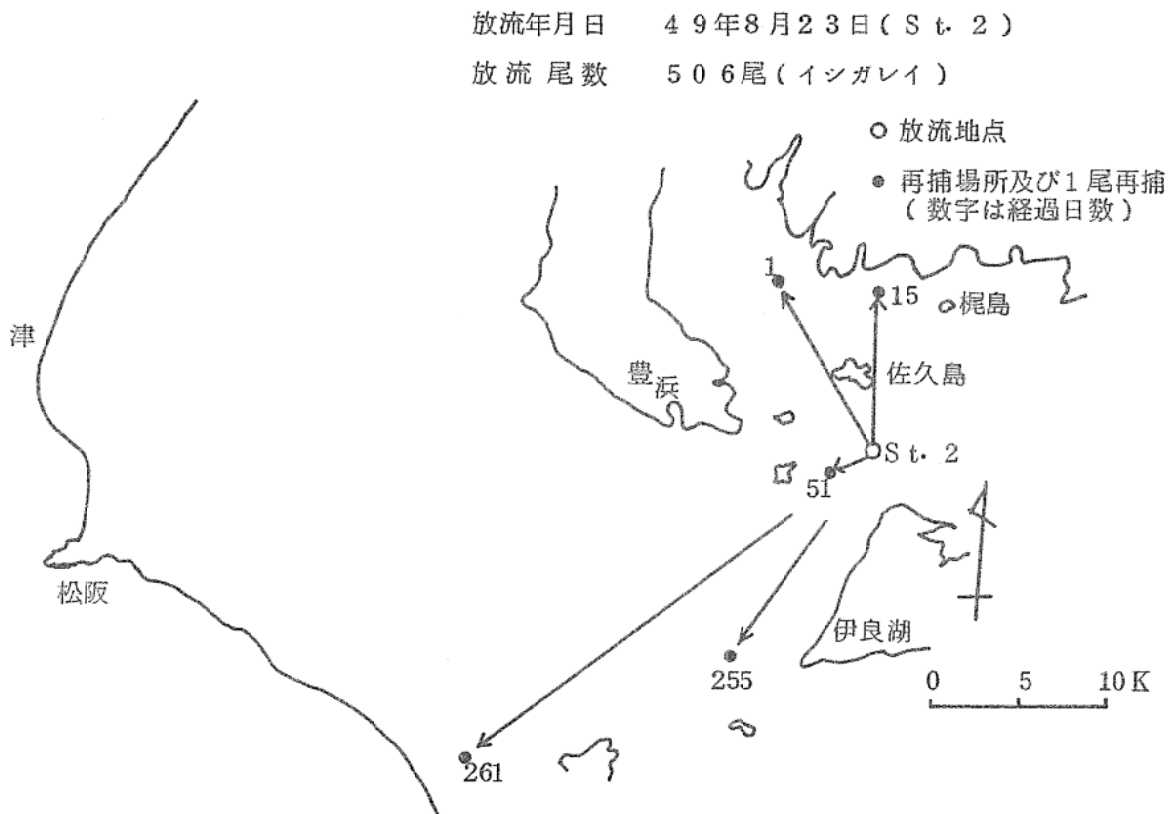 放流年月日 49年8月23日(St. 2)
放流尾数 506尾(イシガレイ)
放流地点
再捕場所及び1尾再捕
(数字は経過日数)
1
15
梶島
津
豊浜
佐久島
St. 2
51
松阪
伊良湖
255
0 5 10K
261